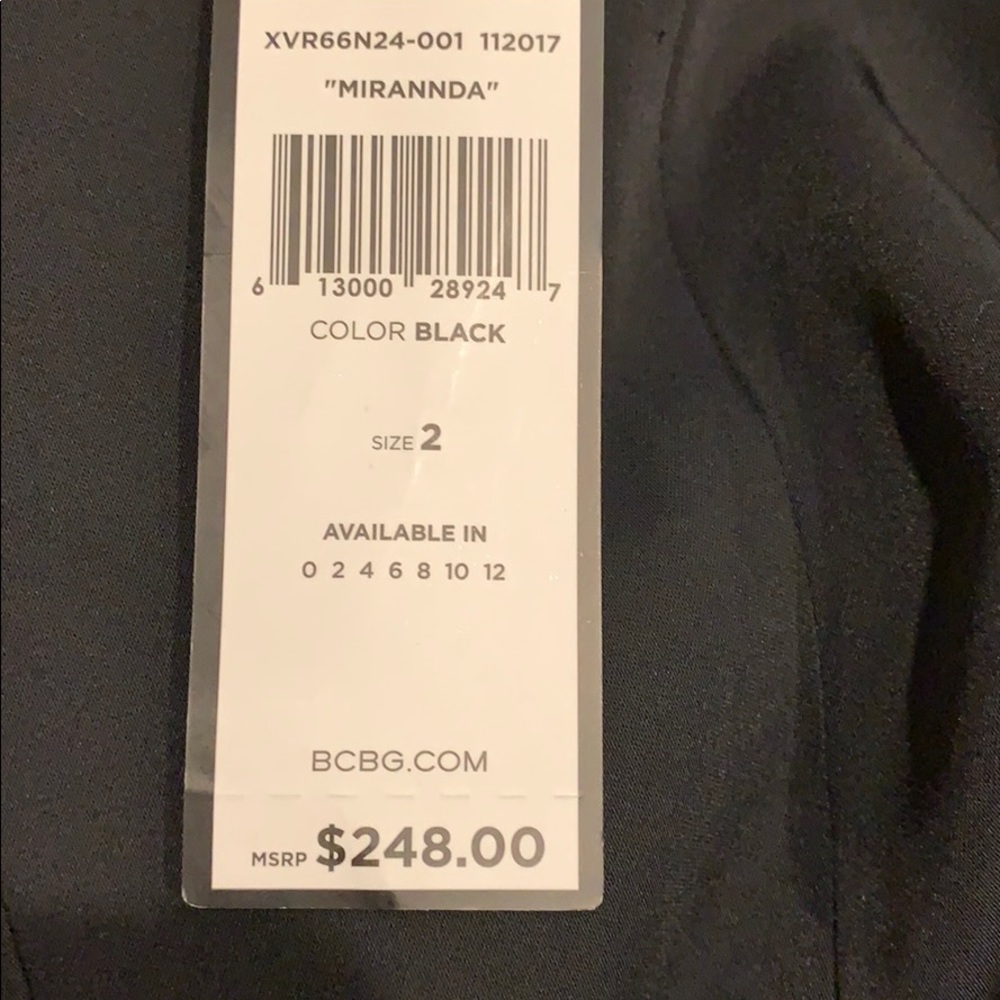 XVR66N24-001 112017
"MIRANNDA"
6 13000 28924 7
COLOR BLACK
SIZE 2
AVAILABLE IN
0 2 4 6 8 10 12
BCBG.COM
MSRP $248.00